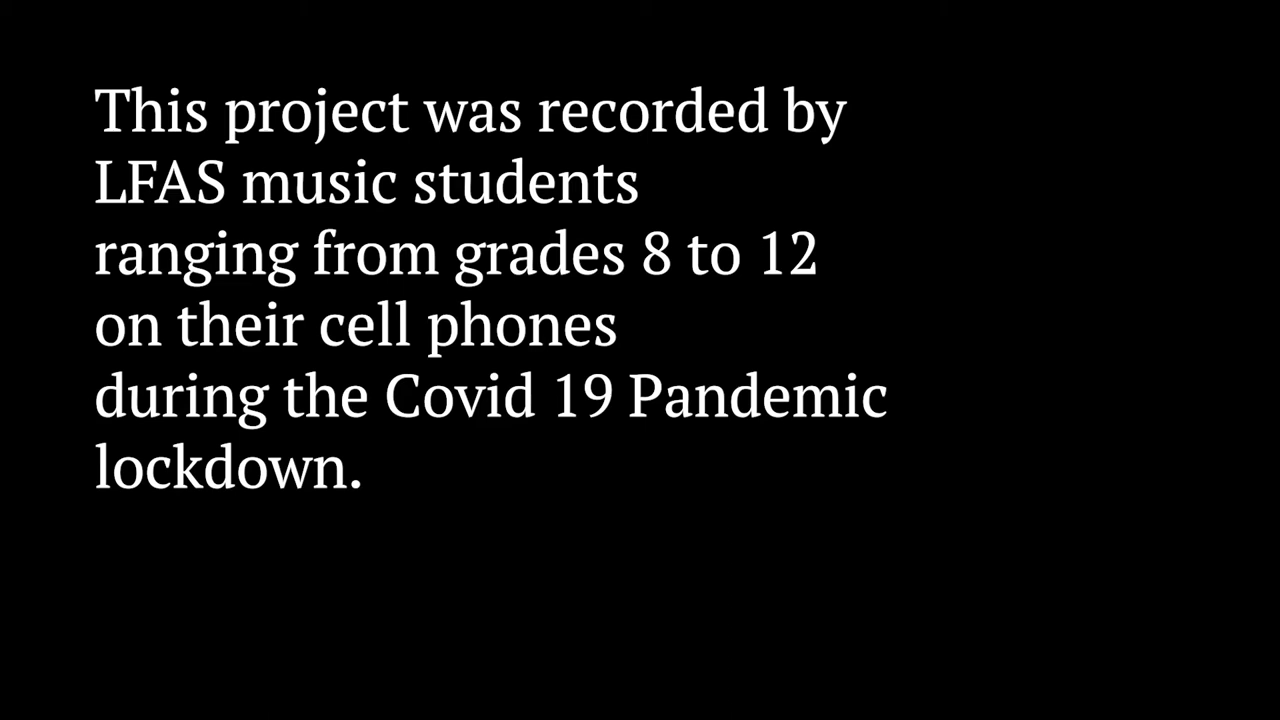 This project was recorded by
LFAS music students
ranging from grades 8 to 12
on their cell phones
during the Covid 19 Pandemic
lockdown.